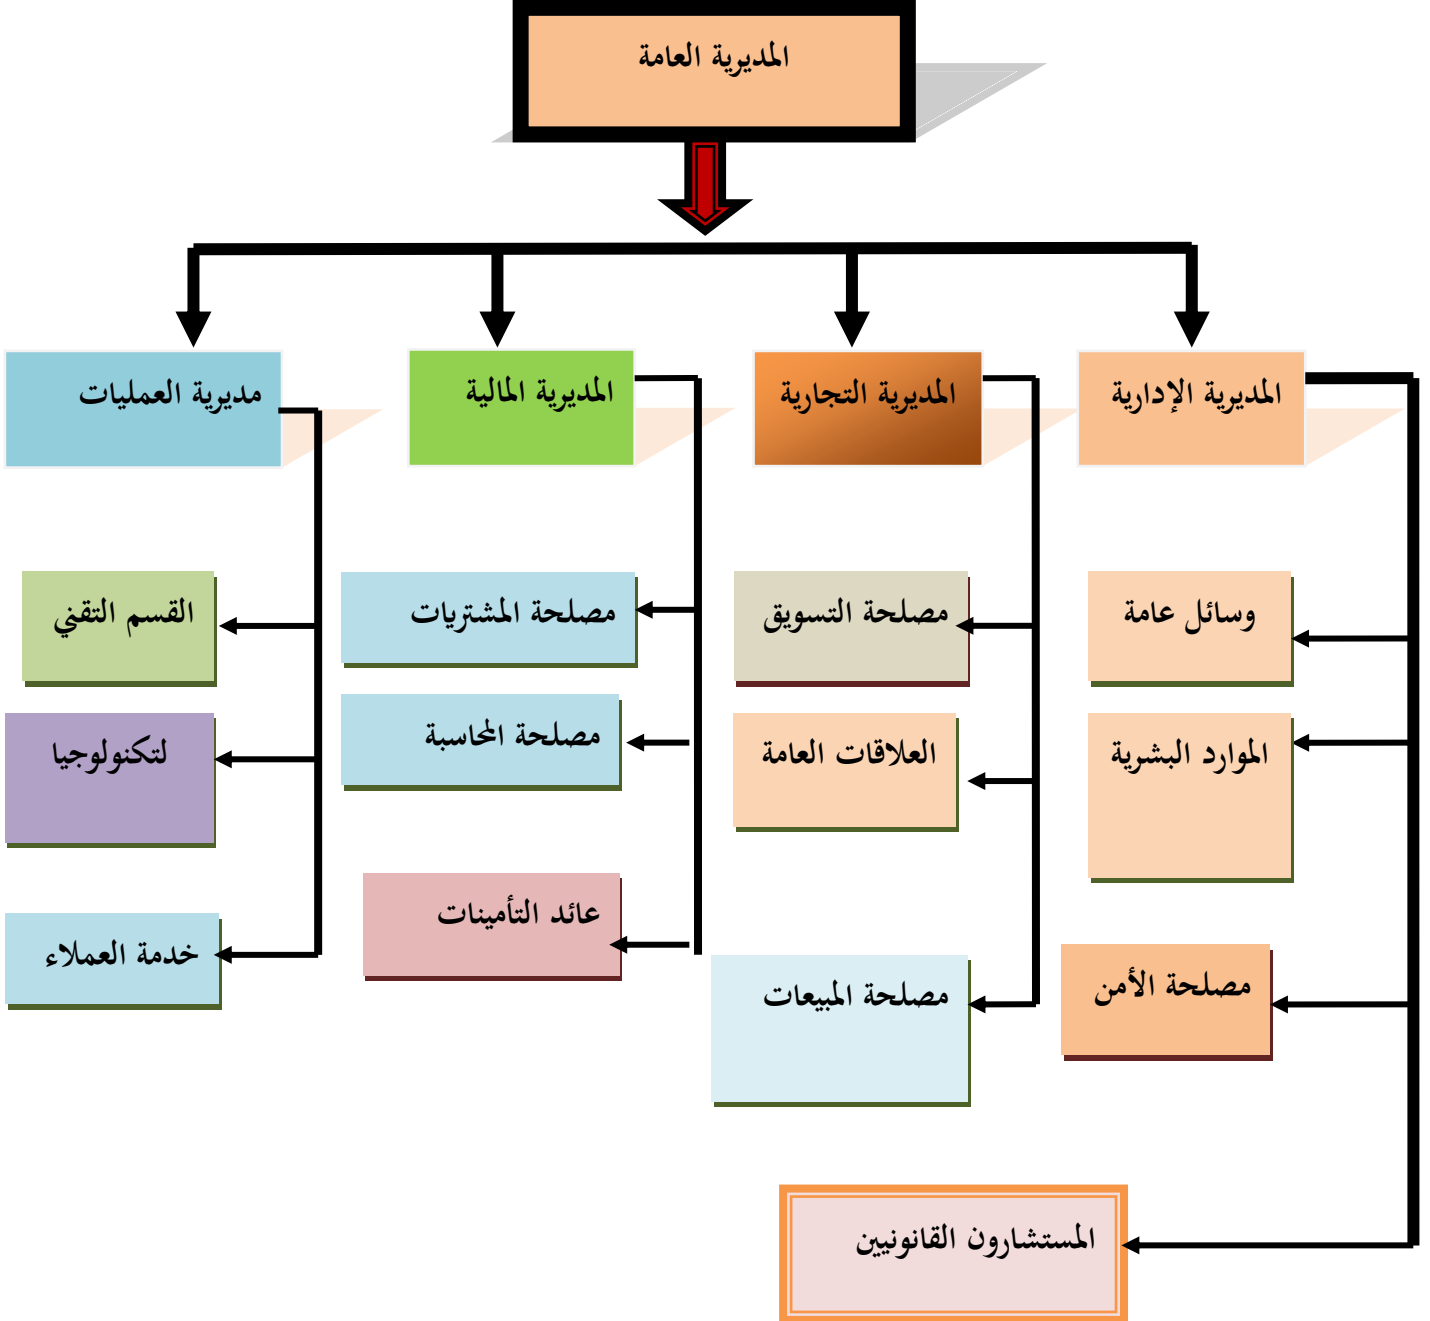 المديرية العامة
المديرية الإدارية
المديرية التجارية
المديرية المالية
مديرية العمليات
وسائل عامة
مصلحة التسويق
مصلحة المشتريات
القسم التقني
الموارد البشرية
العلاقات العامة
مصلحة المحاسبة
لتكنولوجيا
مصلحة الأمن
مصلحة المبيعات
عائد التأمينات
خدمة العملاء
المستشارون القانونيين